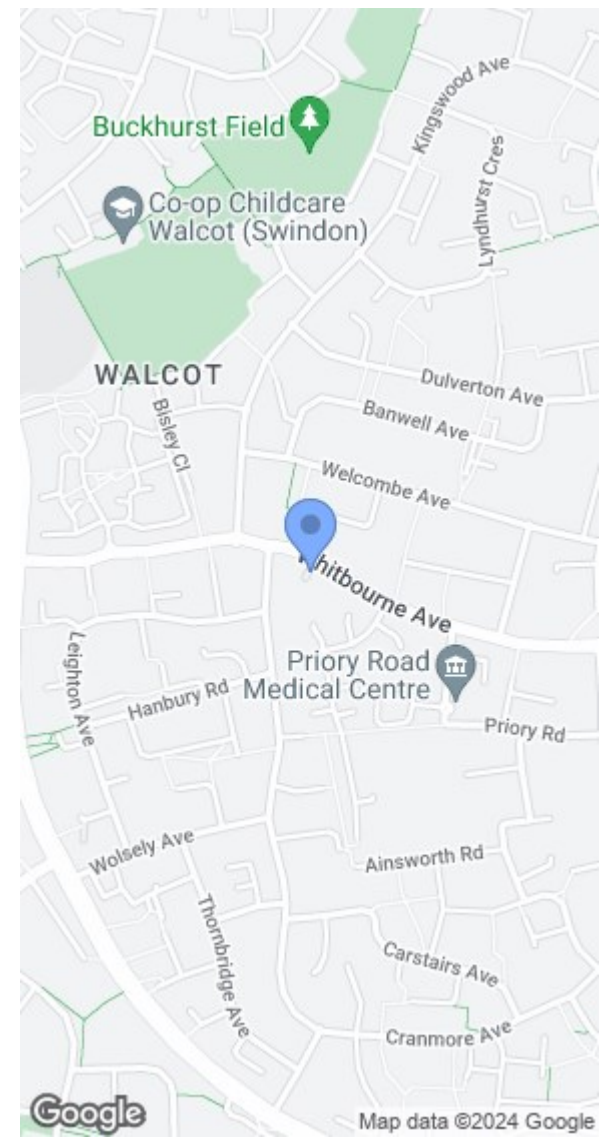 Kingswood Ave
Buckhurst Field
Lyndhurst Cres
Co-op Childcare
Walcot (Swindon)
WALCOT
Dulverton Ave
Bisley Cl
Banwell Ave
Welcombe Ave
hitbourne Ave
Leighton Ave
Priory Road
Medical Centre
Hanbury Rd
Priory Rd
Wolsely Ave
Ainsworth Rd
Thornbridge Ave
Carstairs Ave
Cranmore Ave
Google
Map data ©2024 Google